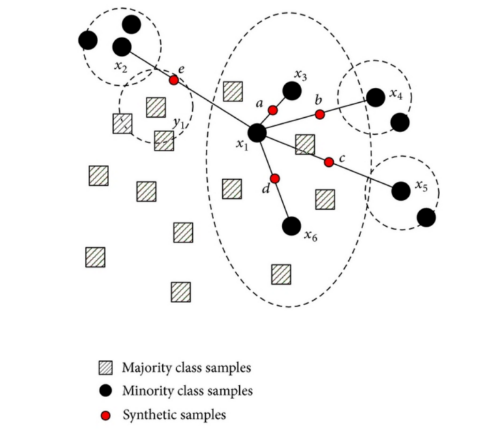 e
x2
x3
a
b
x4
y1
x1
c
d
x5
x6
Majority class samples
Minority class samples
Synthetic samples